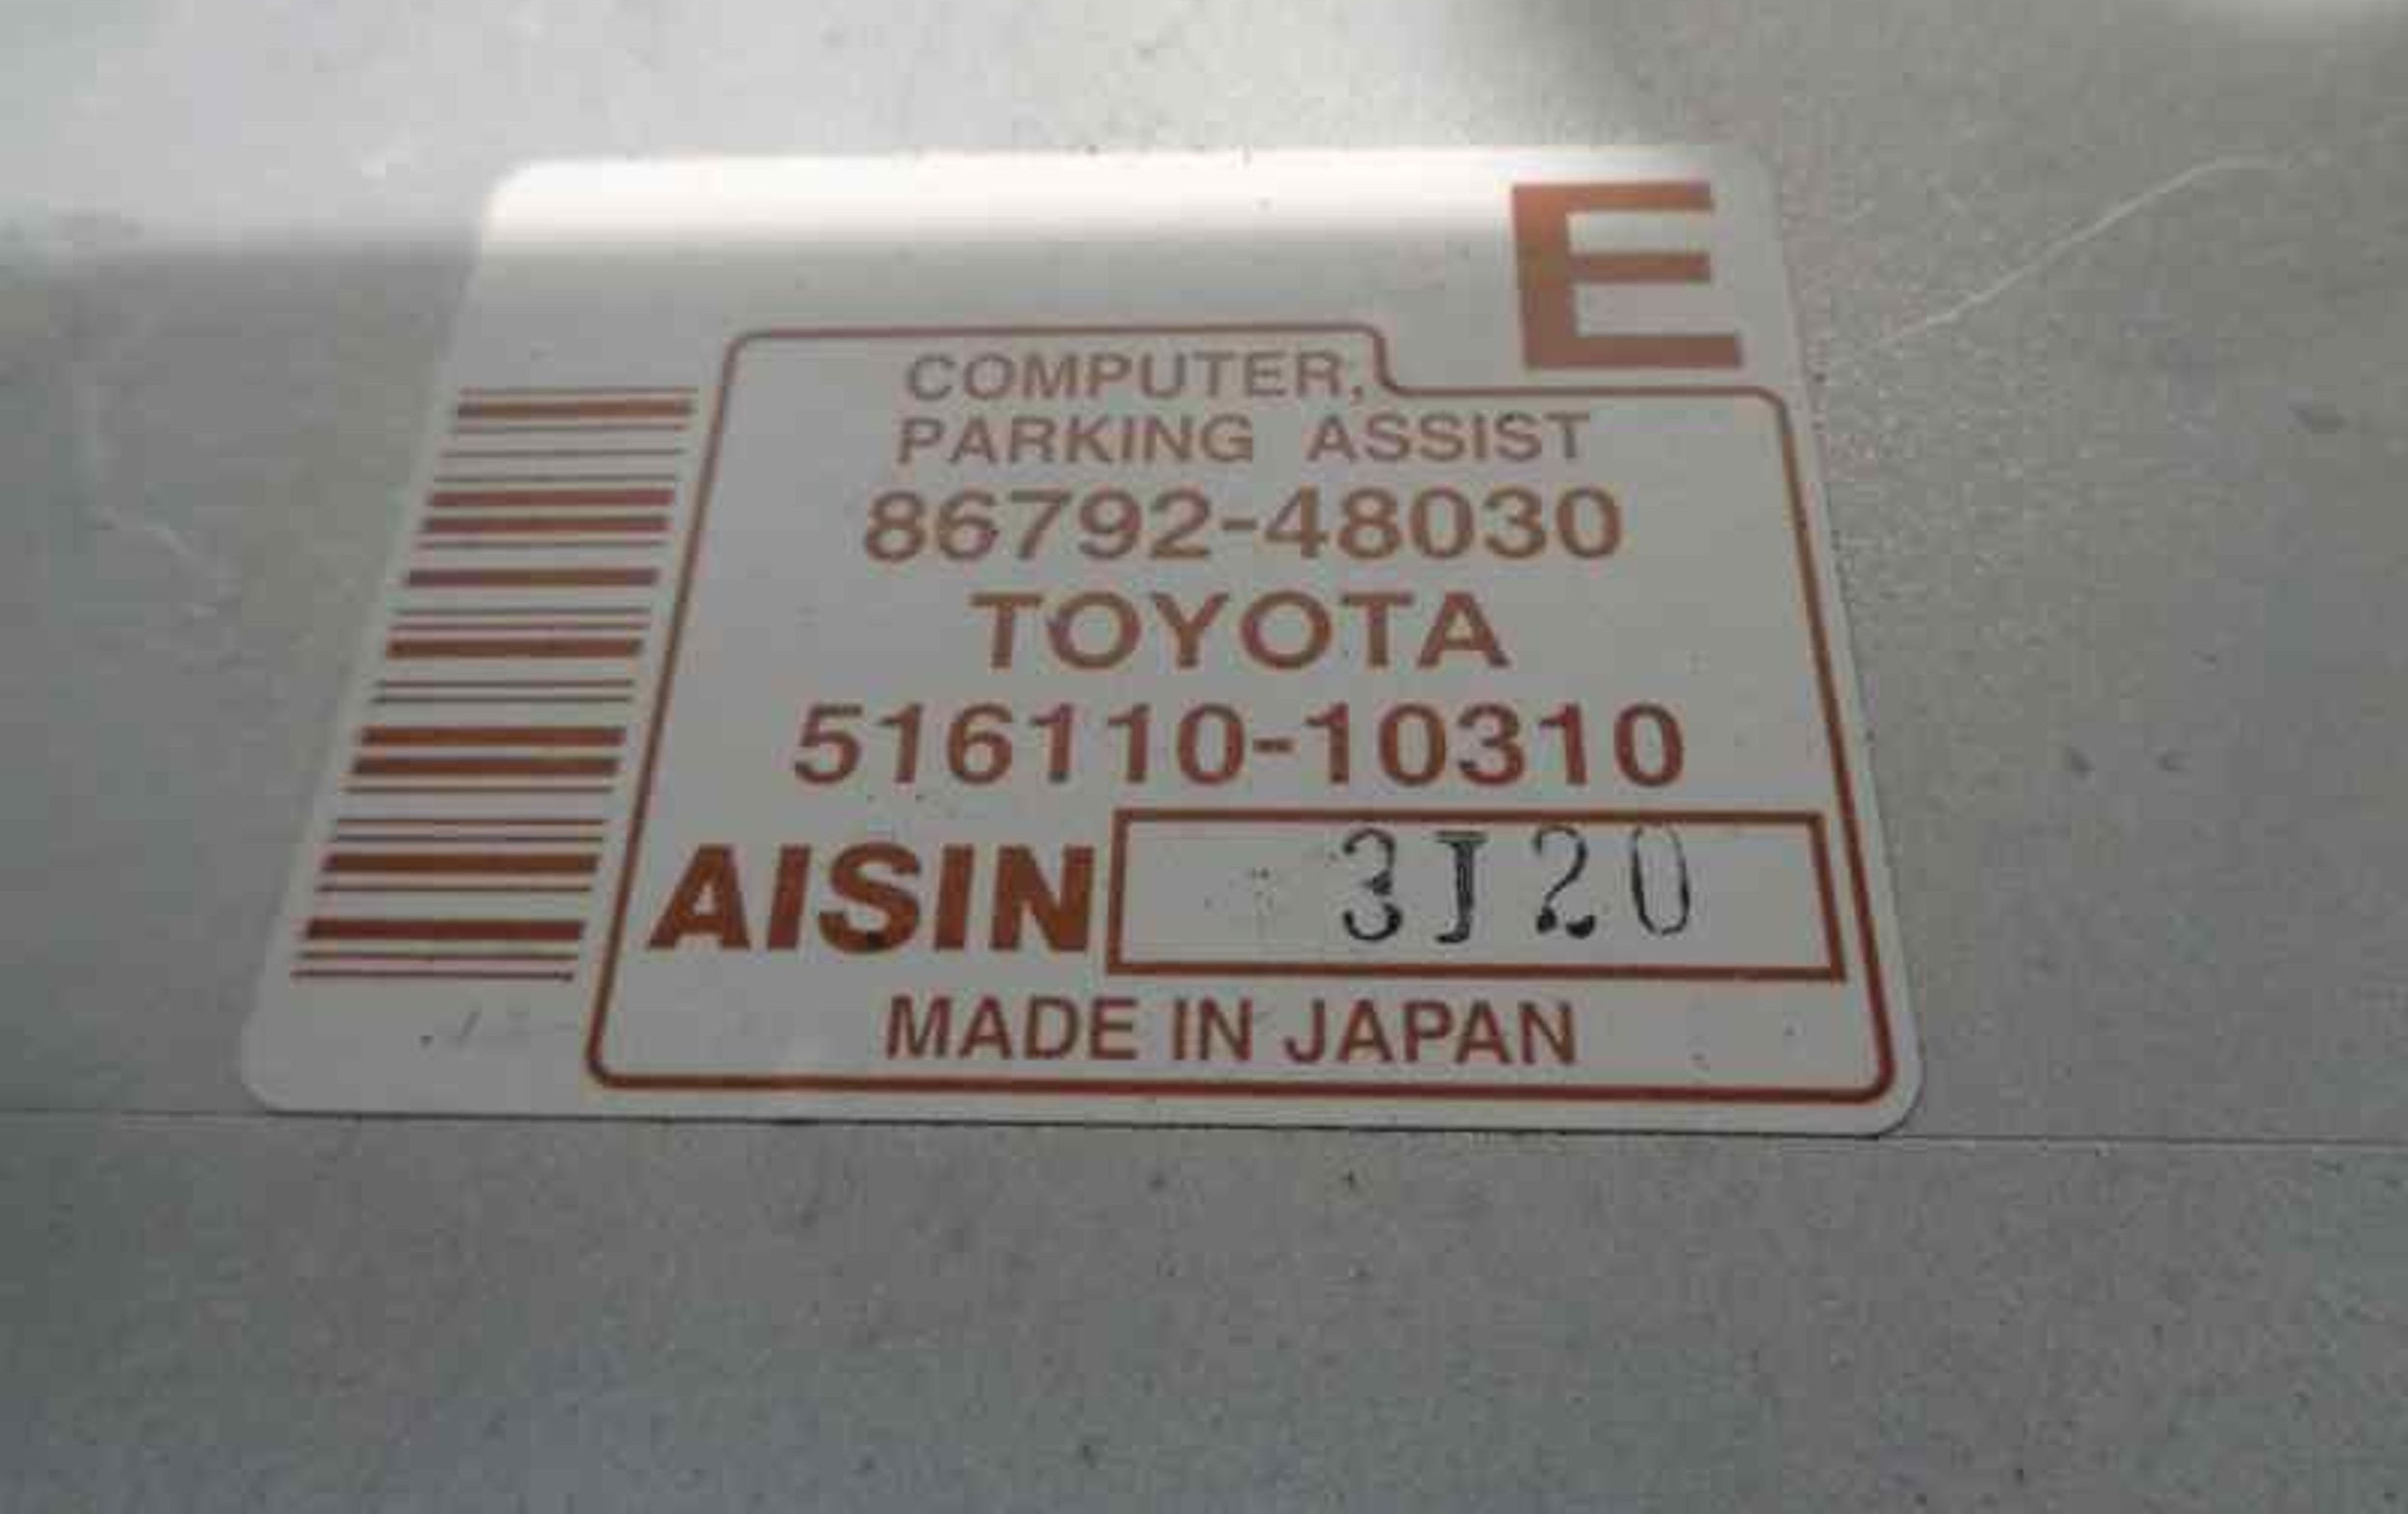 E
COMPUTER,
PARKING ASSIST
86792-48030
TOYOTA
516110-10310
AISIN 3J20
MADE IN JAPAN